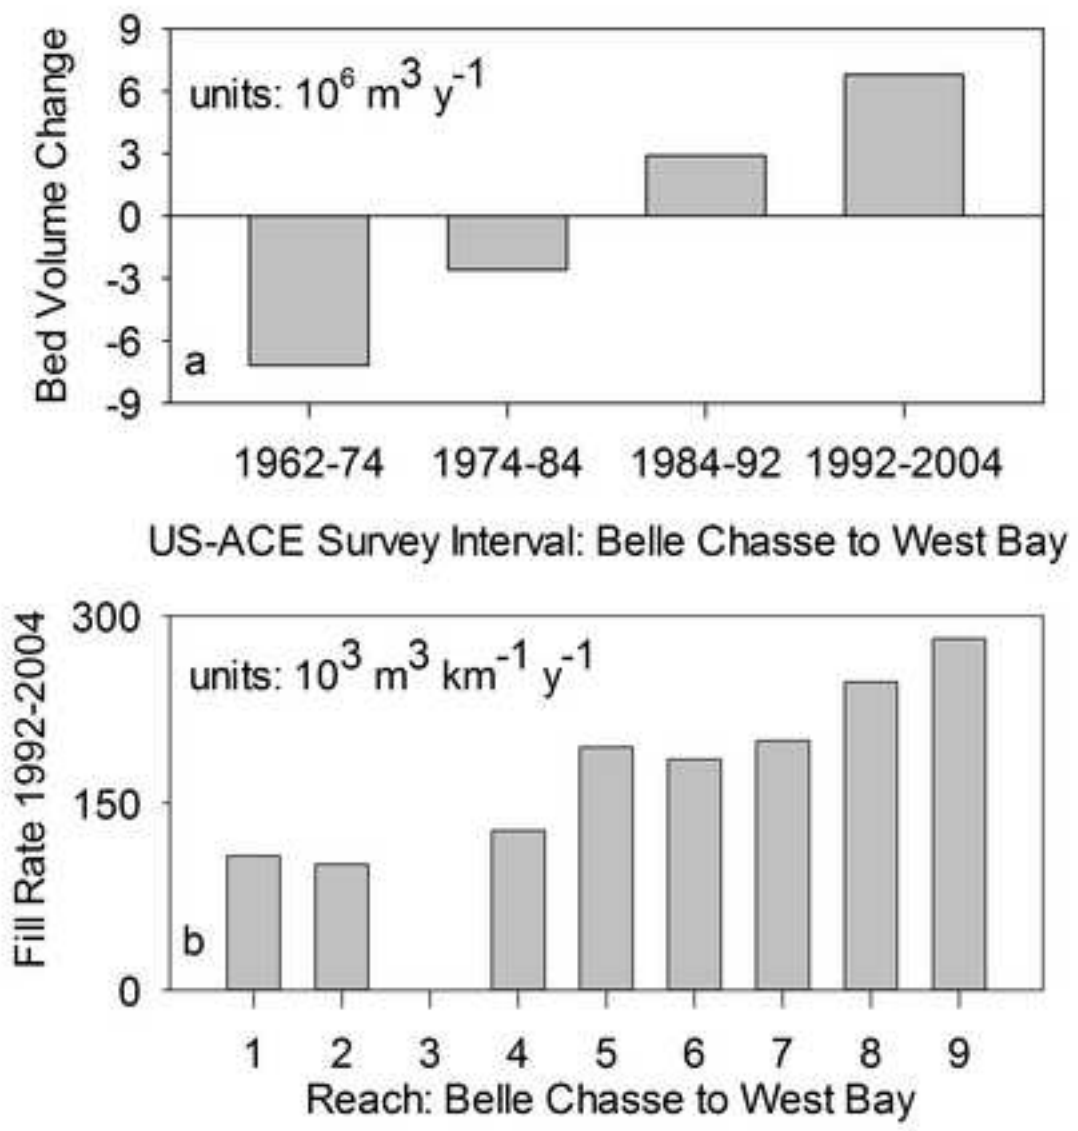 Bed Volume Change
9
6
3
0
-3
-6
-9
units: 10⁶ m³ y⁻¹
a
1962-74 1974-84 1984-92 1992-2004
US-ACE Survey Interval: Belle Chasse to West Bay
Fill Rate 1992-2004
300
150
0
units: 10³ m³ km⁻¹ y⁻¹
b
1 2 3 4 5 6 7 8 9
Reach: Belle Chasse to West Bay